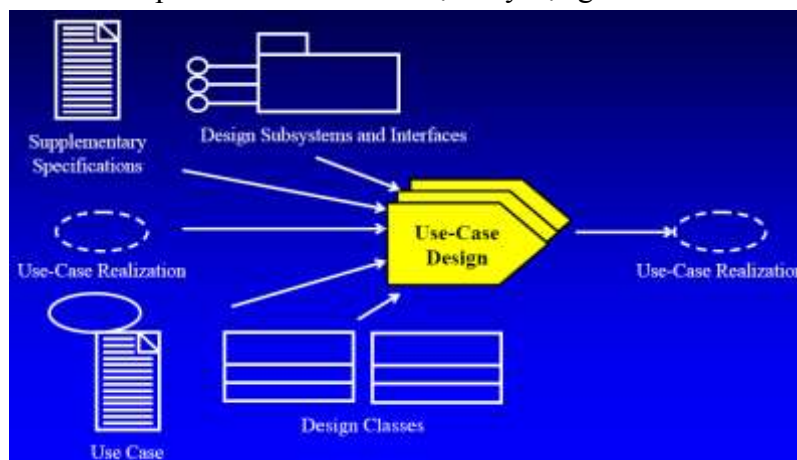 Supplementary
Specifications
Design Subsystems and Interfaces
Use-Case Realization
Use-Case
Design
Use-Case Realization
Use Case
Design Classes